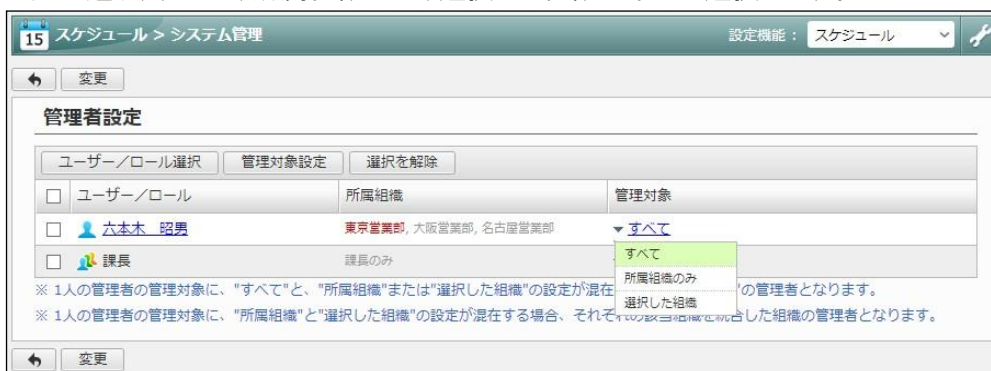 15 スケジュール > システム管理 設定機能： スケジュール
変更
管理者設定
ユーザー／ロール選択 管理対象設定 選択を解除
ユーザー／ロール 所属組織 管理対象
六本木　昭男 東京営業部, 大阪営業部, 名古屋営業部 すべて
課長 課長のみ
すべて
所属組織のみ
選択した組織
※ 1人の管理者の管理対象に、"すべて"と、"所属組織"または"選択した組織"の設定が混在 "の管理者となります。
※ 1人の管理者の管理対象に、"所属組織"と"選択した組織"の設定が混在する場合、それぞれの該当組織を統合した組織の管理者となります。
変更